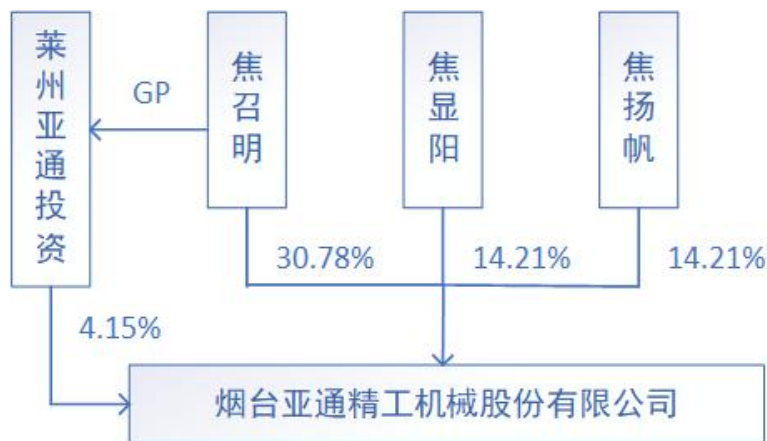 莱州亚通投资
焦召明
焦显阳
焦扬帆
GP
30.78%
14.21%
14.21%
4.15%
烟台亚通精工机械股份有限公司